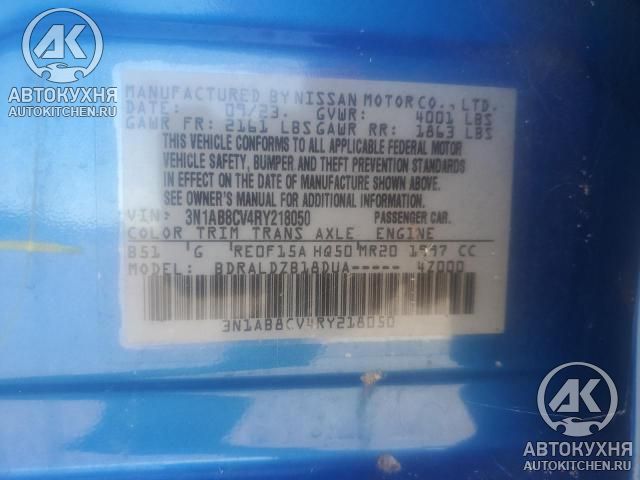 АВТОКУХНЯ
AUTOKITCHEN.RU
MANUFACTURED BY NISSAN MOTOR CO., LTD.
DATE: 09/23. GVWR: 4001 LBS
GAWR FR: 2161 LBS GAWR RR: 1863 LBS
THIS VEHICLE CONFORMS TO ALL APPLICABLE FEDERAL MOTOR
VEHICLE SAFETY, BUMPER AND THEFT PREVENTION STANDARDS
IN EFFECT ON THE DATE OF MANUFACTURE SHOWN ABOVE.
SEE OWNER'S MANUAL FOR ADDITIONAL INFORMATION.
VIN: 3N1AB8CV4RY218050 PASSENGER CAR.
COLOR TRIM TRANS AXLE ENGINE
B51 G RE0F15A HQ50 MR20 1997 CC
MODEL: BDRALDZB18DUA----- 4Z000
3N1AB8CV4RY218050
АК
АВТОКУХНЯ
AUTOKITCHEN.RU